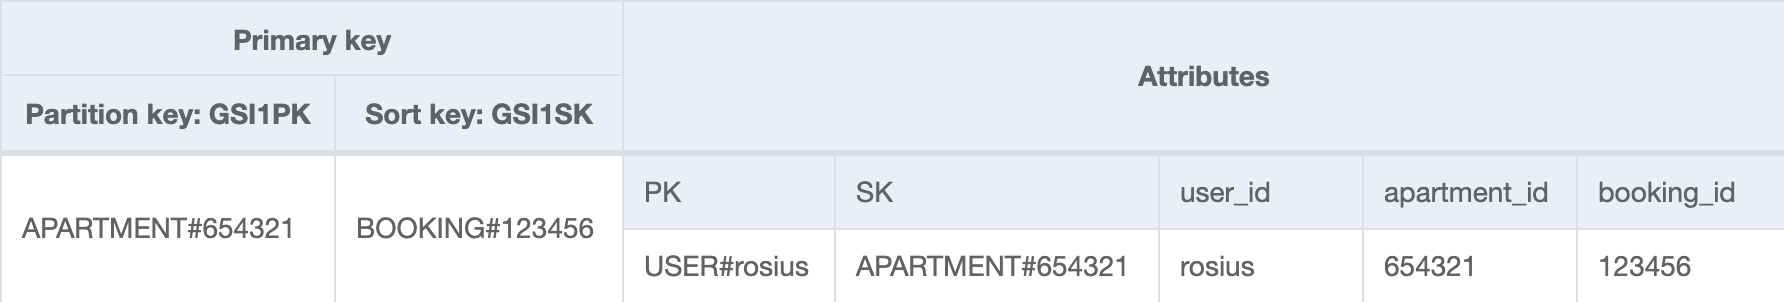 Primary key
Attributes
Partition key: GSI1PK Sort key: GSI1SK
PK SK user_id apartment_id booking_id
APARTMENT#654321 BOOKING#123456
USER#rosius APARTMENT#654321 rosius 654321 123456